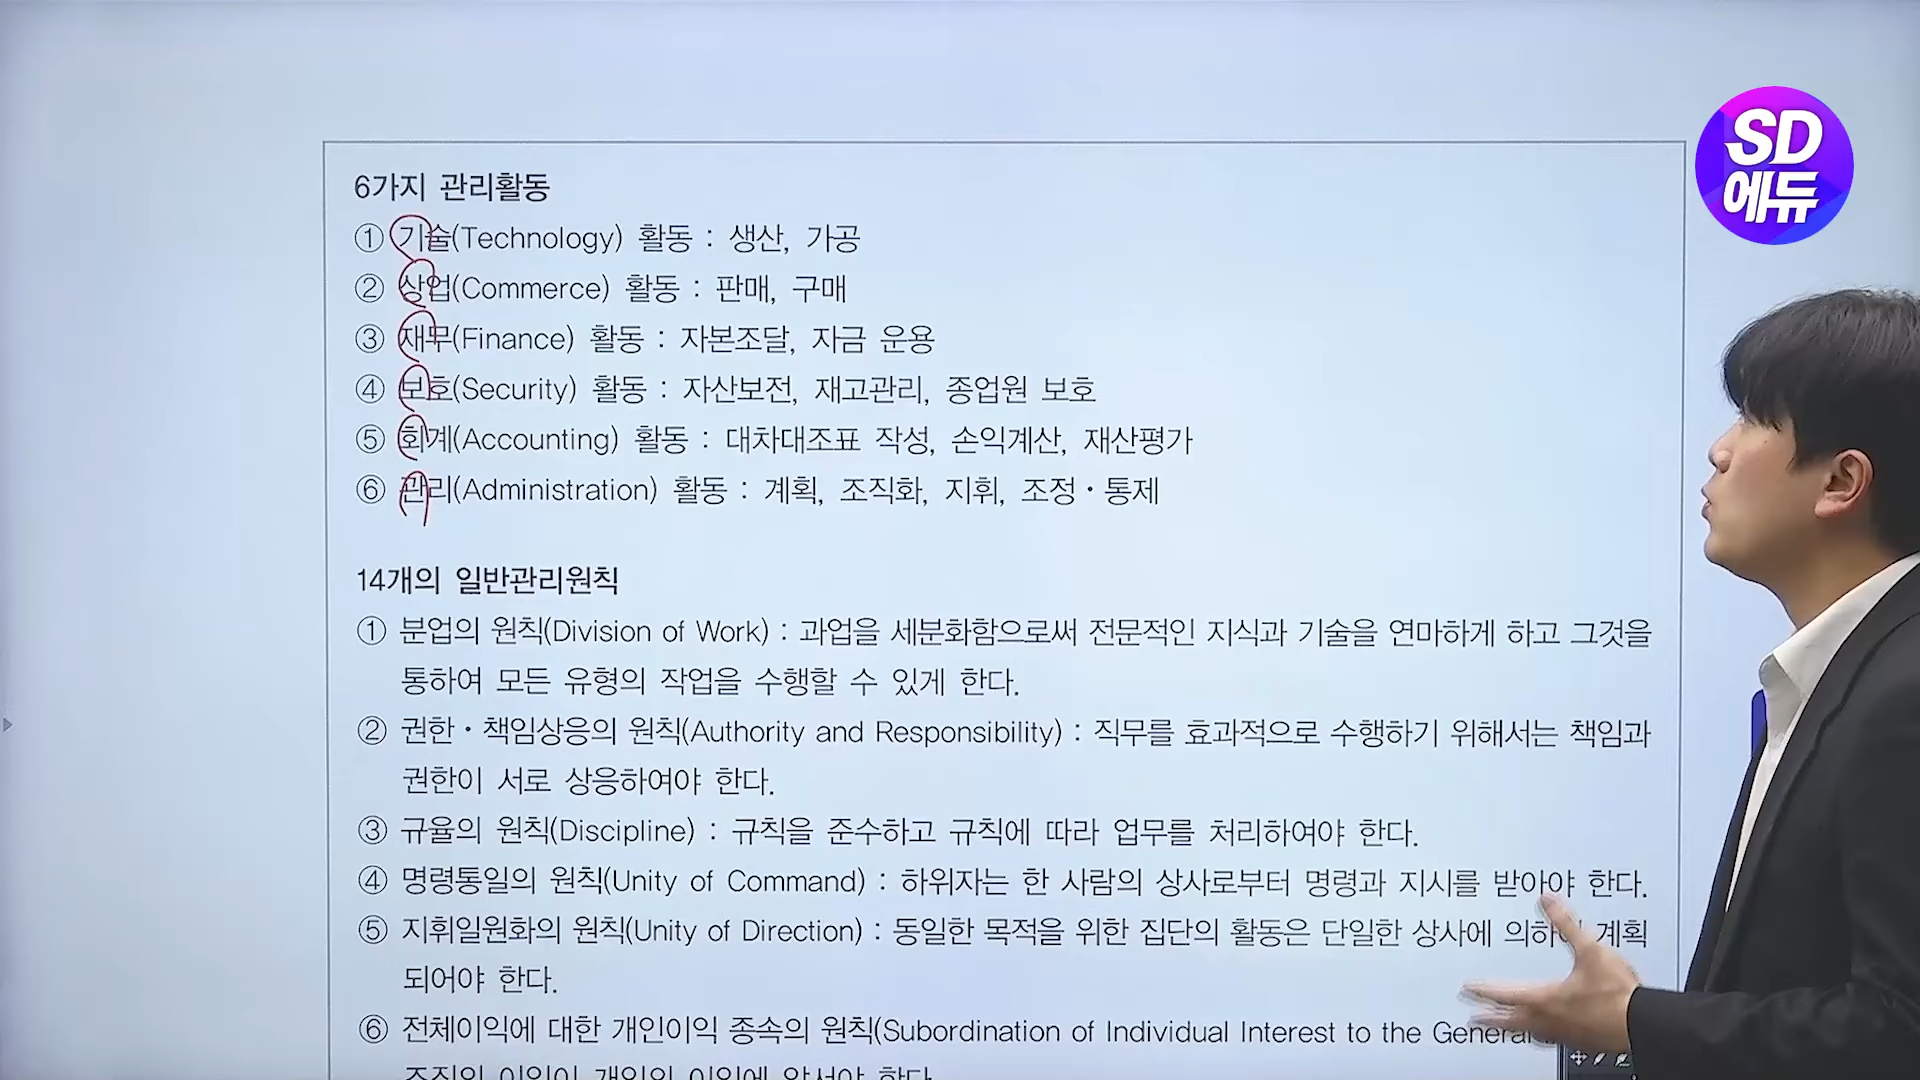 SD
에듀
6가지 관리활동
① 기술(Technology) 활동 : 생산, 가공
② 상업(Commerce) 활동 : 판매, 구매
③ 재무(Finance) 활동 : 자본조달, 자금 운용
④ 보호(Security) 활동 : 자산보전, 재고관리, 종업원 보호
⑤ 회계(Accounting) 활동 : 대차대조표 작성, 손익계산, 재산평가
⑥ 관리(Administration) 활동 : 계획, 조직화, 지휘, 조정·통제
14개의 일반관리원칙
① 분업의 원칙(Division of Work) : 과업을 세분화함으로써 전문적인 지식과 기술을 연마하게 하고 그것을
통하여 모든 유형의 작업을 수행할 수 있게 한다.
② 권한·책임상응의 원칙(Authority and Responsibility) : 직무를 효과적으로 수행하기 위해서는 책임과
권한이 서로 상응하여야 한다.
③ 규율의 원칙(Discipline) : 규칙을 준수하고 규칙에 따라 업무를 처리하여야 한다.
④ 명령통일의 원칙(Unity of Command) : 하위자는 한 사람의 상사로부터 명령과 지시를 받아야 한다.
⑤ 지휘일원화의 원칙(Unity of Direction) : 동일한 목적을 위한 집단의 활동은 단일한 상사에 계획
되어야 한다.
⑥ 전체이익에 대한 개인이익 종속의 원칙(Subordination of Individual Interest to the General